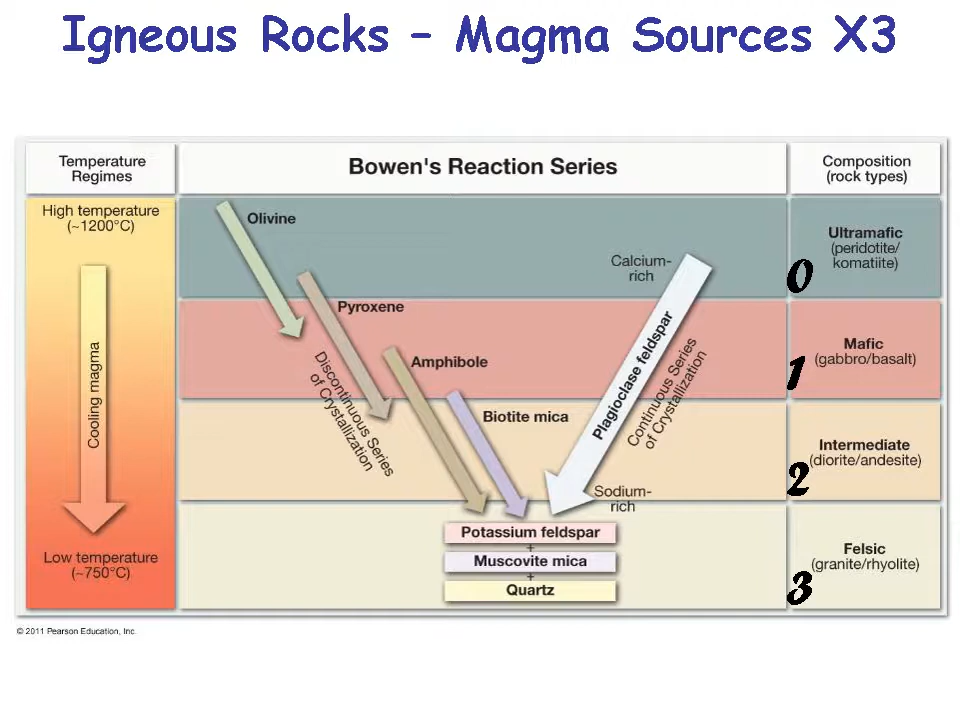 Igneous Rocks – Magma Sources X3
Temperature
Regimes
Bowen's Reaction Series
Composition
(rock types)
High temperature
(~1200°C)
Cooling magma
Low temperature
(~750°C)
Olivine
Pyroxene
Amphibole
Biotite mica
Discontinuous Series
of Crystallization
Calcium-
rich
Plagioclase feldspar
Continuous Series
of Crystallization
Sodium-
rich
Potassium feldspar
+
Muscovite mica
+
Quartz
Ultramafic
(peridotite/
komatiite)
0
Mafic
(gabbro/basalt)
1
Intermediate
(diorite/andesite)
2
Felsic
(granite/rhyolite)
3
© 2011 Pearson Education, Inc.